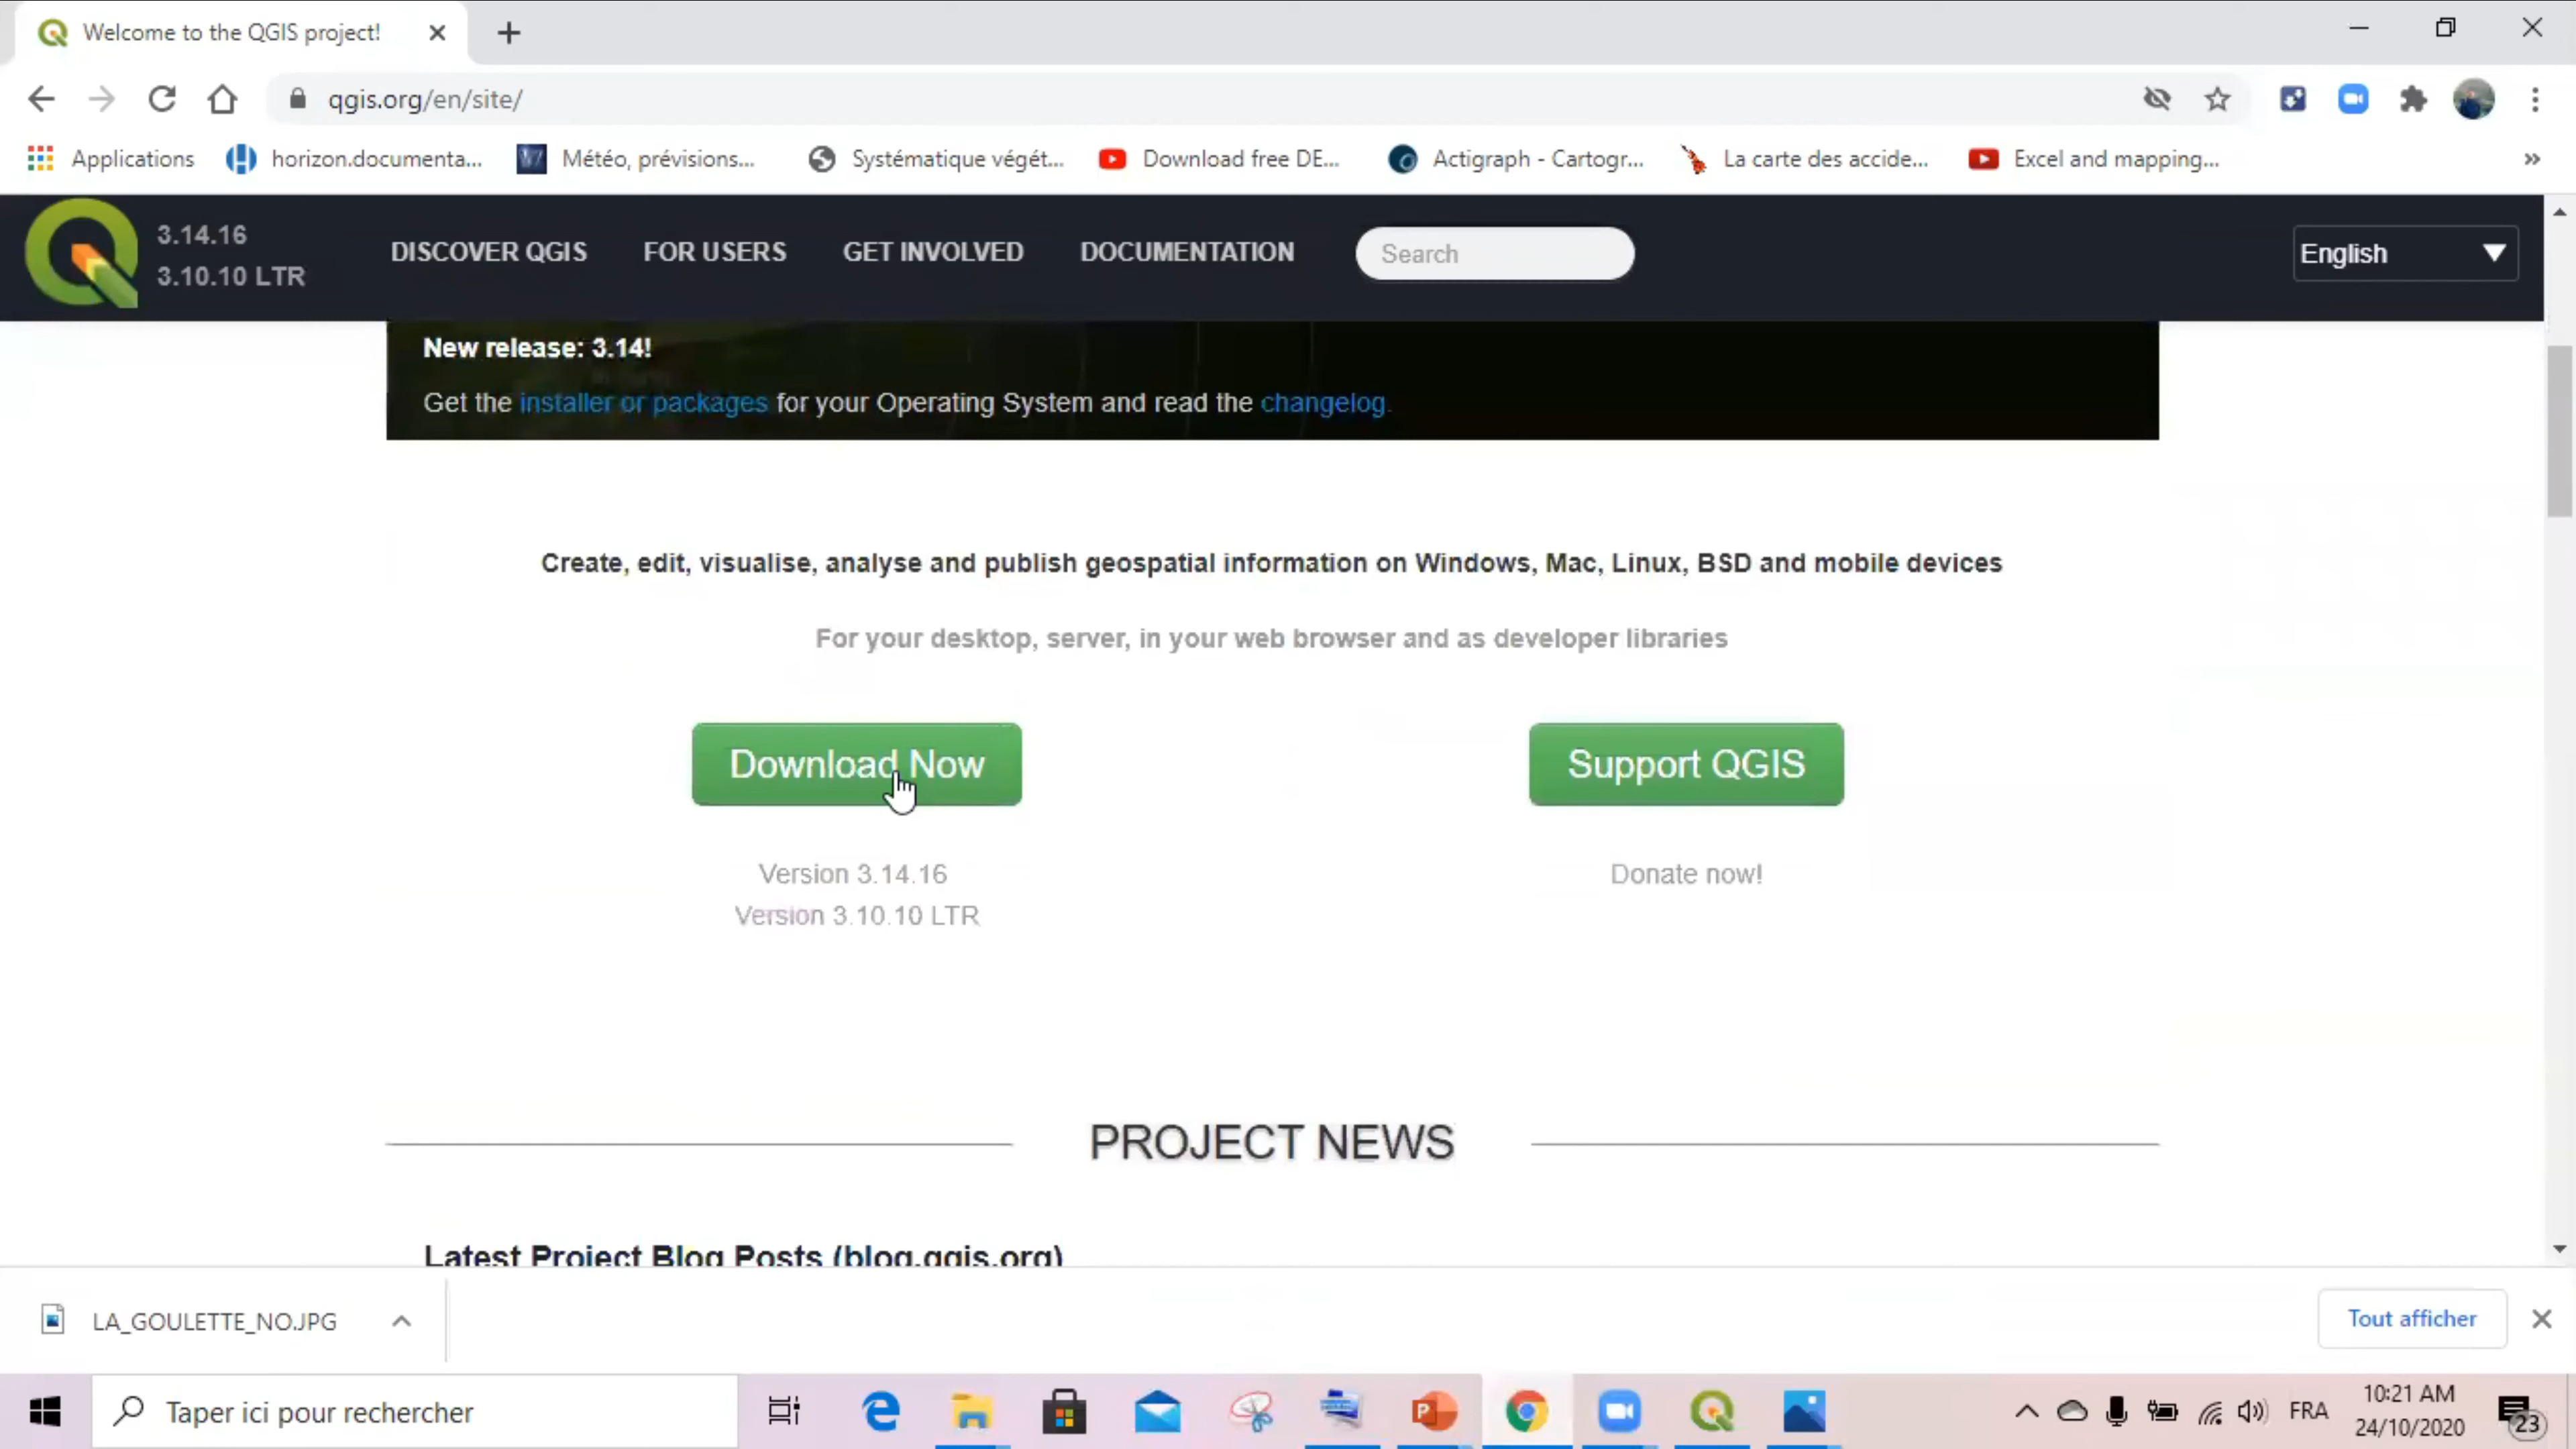 Welcome to the QGIS project!
qgis.org/en/site/
Applications horizon.documenta... Météo, prévisions... Systématique végét... Download free DE... Actigraph - Cartogr... La carte des accide... Excel and mapping... »
3.14.16
3.10.10 LTR
DISCOVER QGIS FOR USERS GET INVOLVED DOCUMENTATION Search English
New release: 3.14!
Get the installer or packages for your Operating System and read the changelog.
Create, edit, visualise, analyse and publish geospatial information on Windows, Mac, Linux, BSD and mobile devices
For your desktop, server, in your web browser and as developer libraries
Download Now Support QGIS
Version 3.14.16 Donate now!
Version 3.10.10 LTR
PROJECT NEWS
Latest Project Blog Posts (blog.qgis.org)
LA_GOULETTE_NO.JPG Tout afficher
Taper ici pour rechercher
FRA
10:21 AM
24/10/2020
23